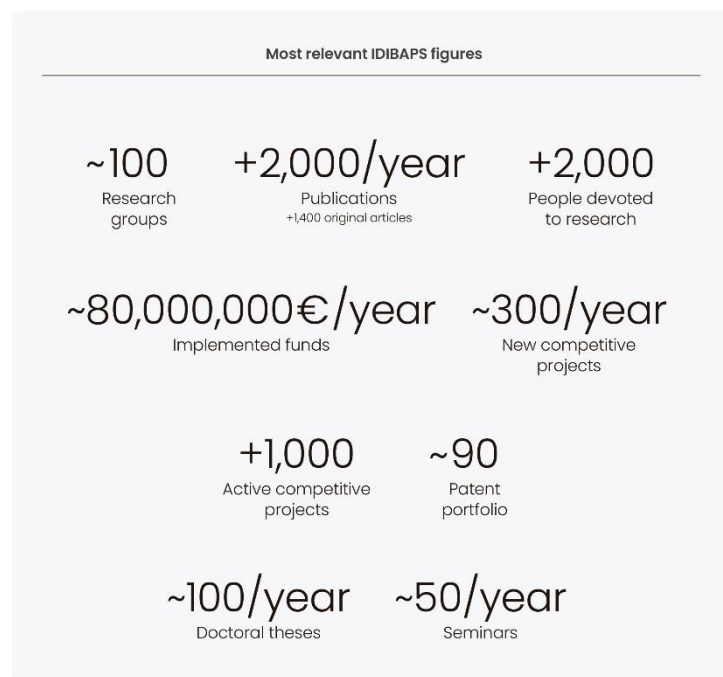 Most relevant IDIBAPS figures
~100
Research
groups
+2,000/year
Publications
+1,400 original articles
+2,000
People devoted
to research
~80,000,000€/year
Implemented funds
~300/year
New competitive
projects
+1,000
Active competitive
projects
~90
Patent
portfolio
~100/year
Doctoral theses
~50/year
Seminars